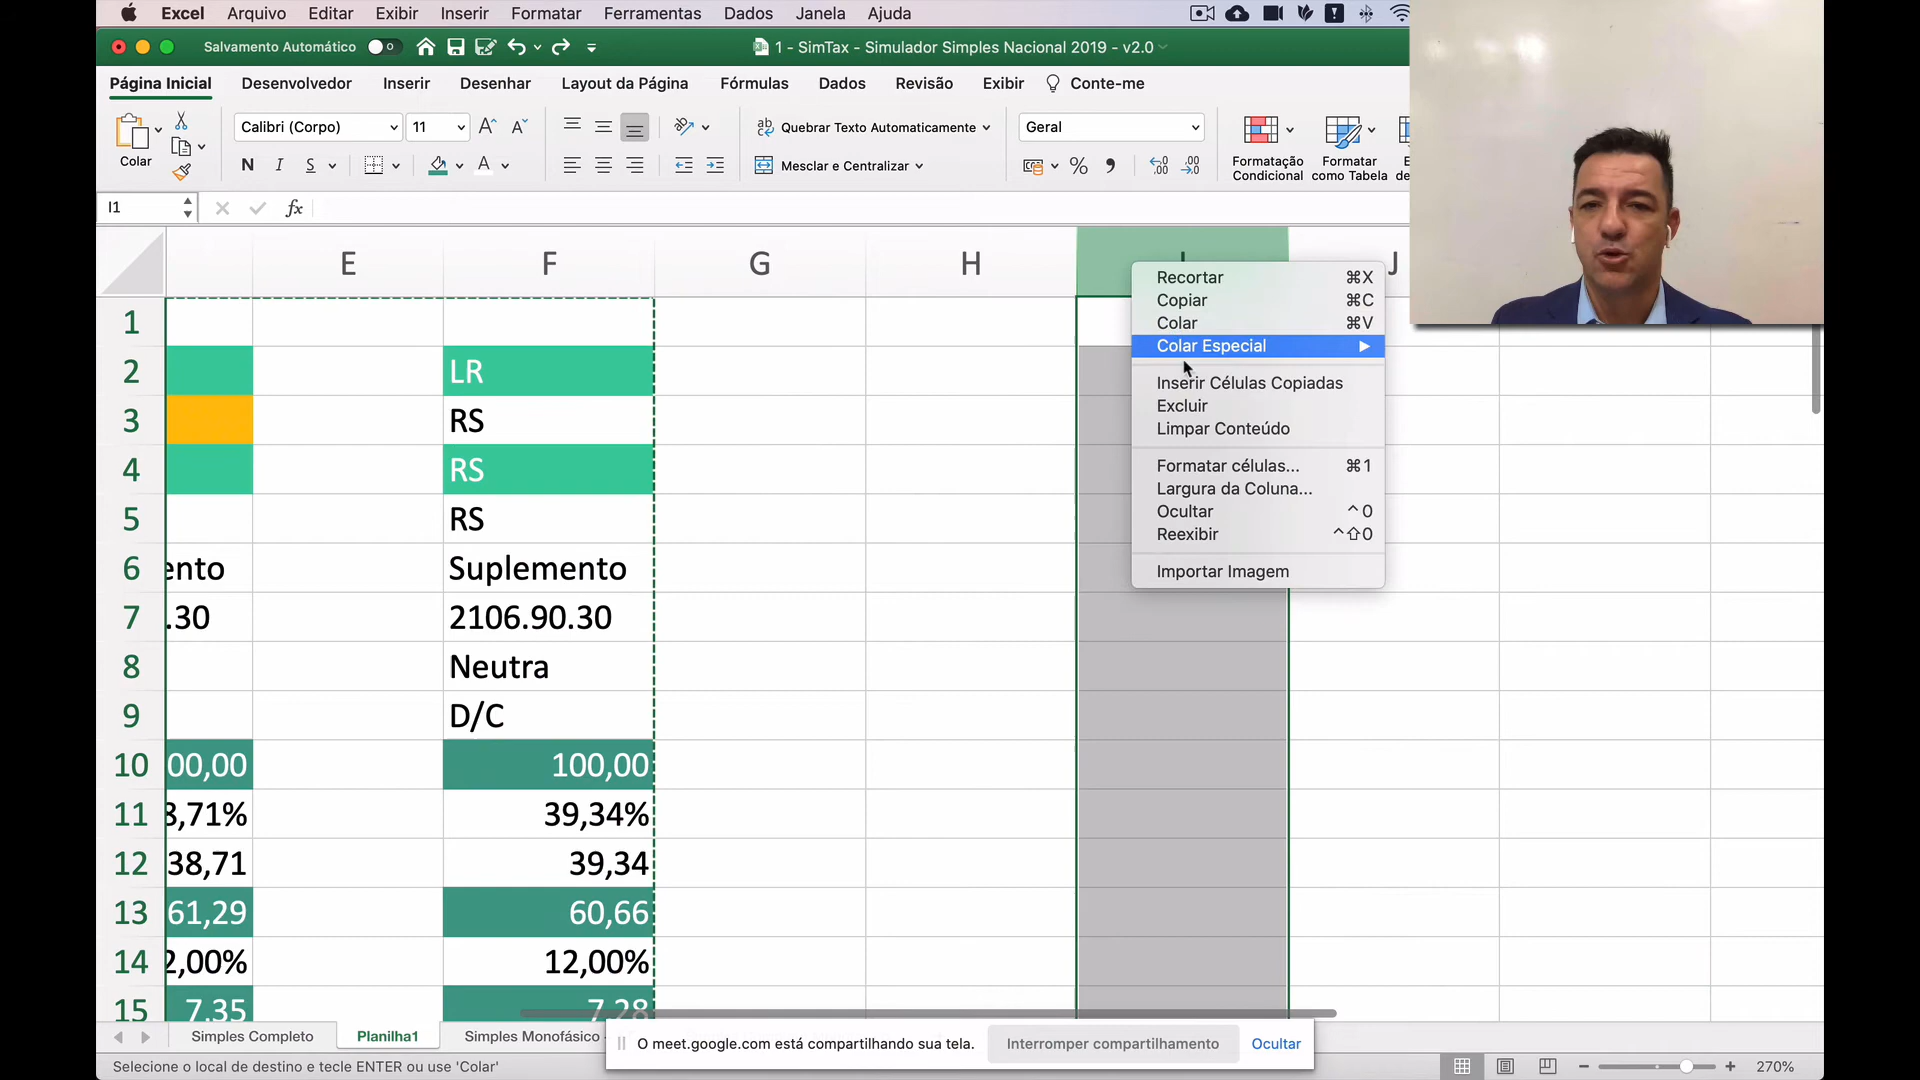 Excel Arquivo Editar Exibir Inserir Formatar Ferramentas Dados Janela Ajuda
Salvamento Automático
1 - SimTax - Simulador Simples Nacional 2019 - v2.0
Página Inicial Desenvolvedor Inserir Desenhar Layout da Página Fórmulas Dados Revisão Exibir Conte-me
Colar
Calibri (Corpo) 11
N I S
Quebrar Texto Automaticamente
Mesclar e Centralizar
Geral
%
Formatação Condicional
Formatar como Tabela
I1
fx
E F G H J
1
2 LR
3 RS
4 RS
5 RS
6 ento Suplemento
7 .30 2106.90.30
8 Neutra
9 D/C
10 00,00 100,00
11 8,71% 39,34%
12 38,71 39,34
13 61,29 60,66
14 2,00% 12,00%
15 7.35 7.28
Recortar ⌘X
Copiar ⌘C
Colar ⌘V
Colar Especial
Inserir Células Copiadas
Excluir
Limpar Conteúdo
Formatar células... ⌘1
Largura da Coluna...
Ocultar ^0
Reexibir ^⇧0
Importar Imagem
Simples Completo Planilha1 Simples Monofásico
O meet.google.com está compartilhando sua tela. Interromper compartilhamento Ocultar
Selecione o local de destino e tecle ENTER ou use 'Colar'
270%